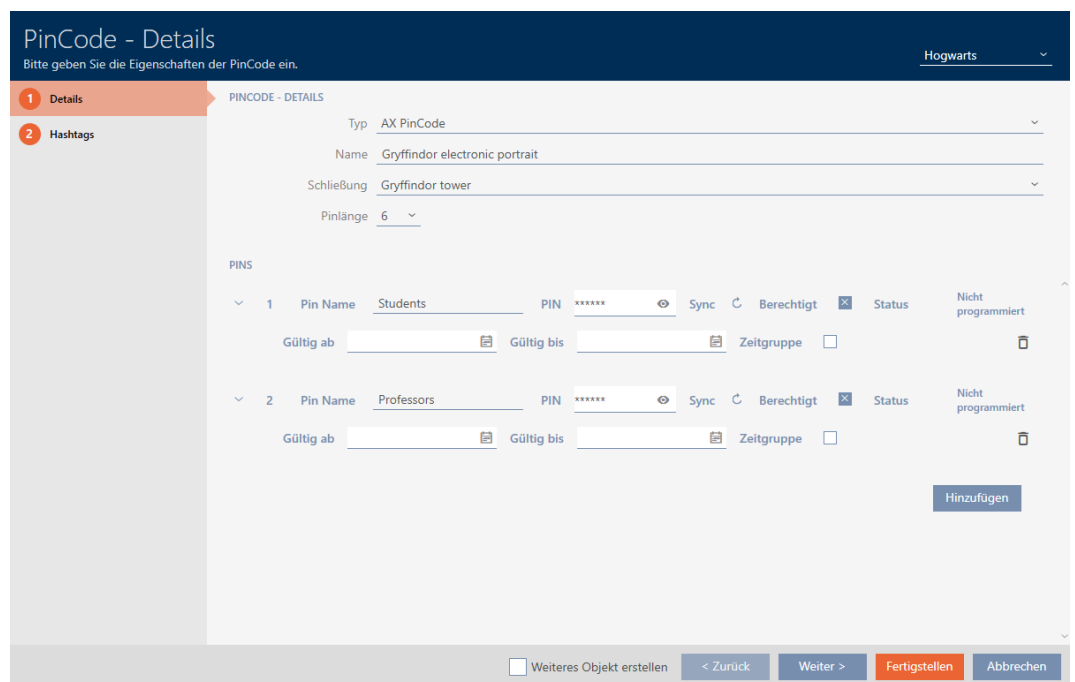 PinCode - Details
Bitte geben Sie die Eigenschaften der PinCode ein.
Hogwarts
1 Details
2 Hashtags
PINCODE - DETAILS
Typ AX PinCode
Name Gryffindor electronic portrait
Schließung Gryffindor tower
Pinlänge 6
PINS
1 Pin Name Students PIN ****** Sync Berechtigt Status Nicht programmiert
Gültig ab Gültig bis Zeitgruppe
2 Pin Name Professors PIN ****** Sync Berechtigt Status Nicht programmiert
Gültig ab Gültig bis Zeitgruppe
Hinzufügen
Weiteres Objekt erstellen < Zurück Weiter > Fertigstellen Abbrechen